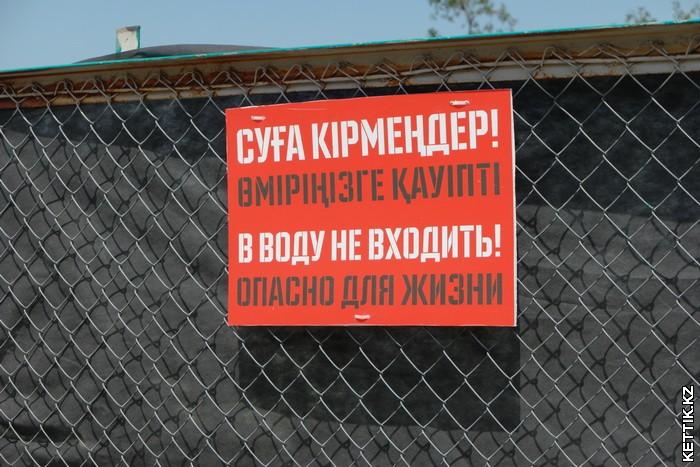 СУҒА КІРМЕҢДЕР!
ӨМІРІҢІЗГЕ ҚАУІПТІ
В ВОДУ НЕ ВХОДИТЬ!
ОПАСНО ДЛЯ ЖИЗНИ
KETTIK.KZ